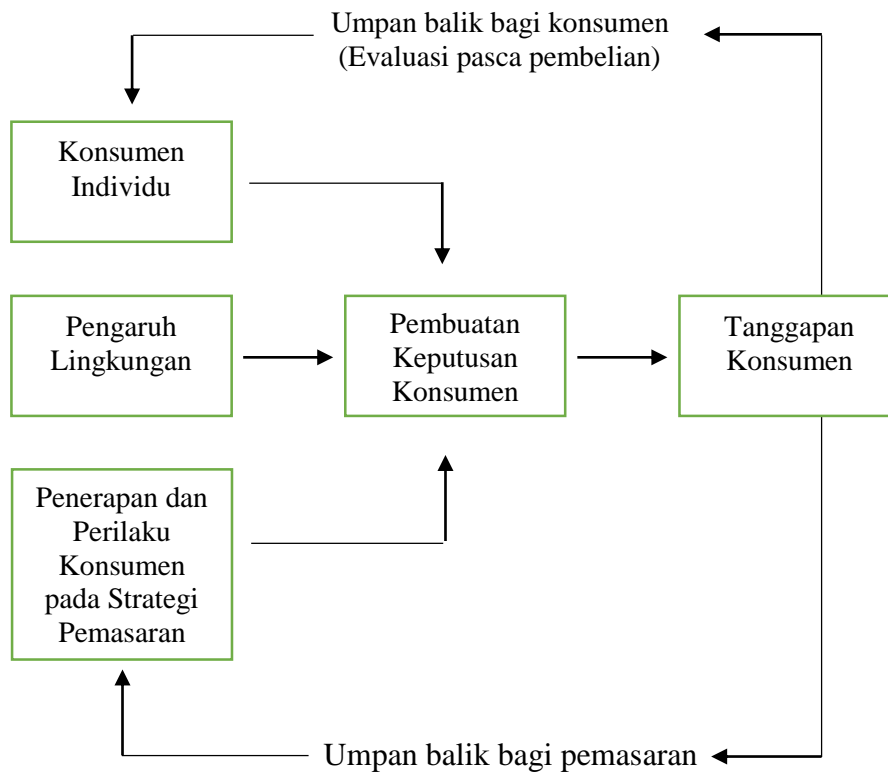 Umpan balik bagi konsumen
(Evaluasi pasca pembelian)
Konsumen
Individu
Pengaruh
Lingkungan
Pembuatan
Keputusan
Konsumen
Tanggapan
Konsumen
Penerapan dan
Perilaku
Konsumen
pada Strategi
Pemasaran
Umpan balik bagi pemasaran